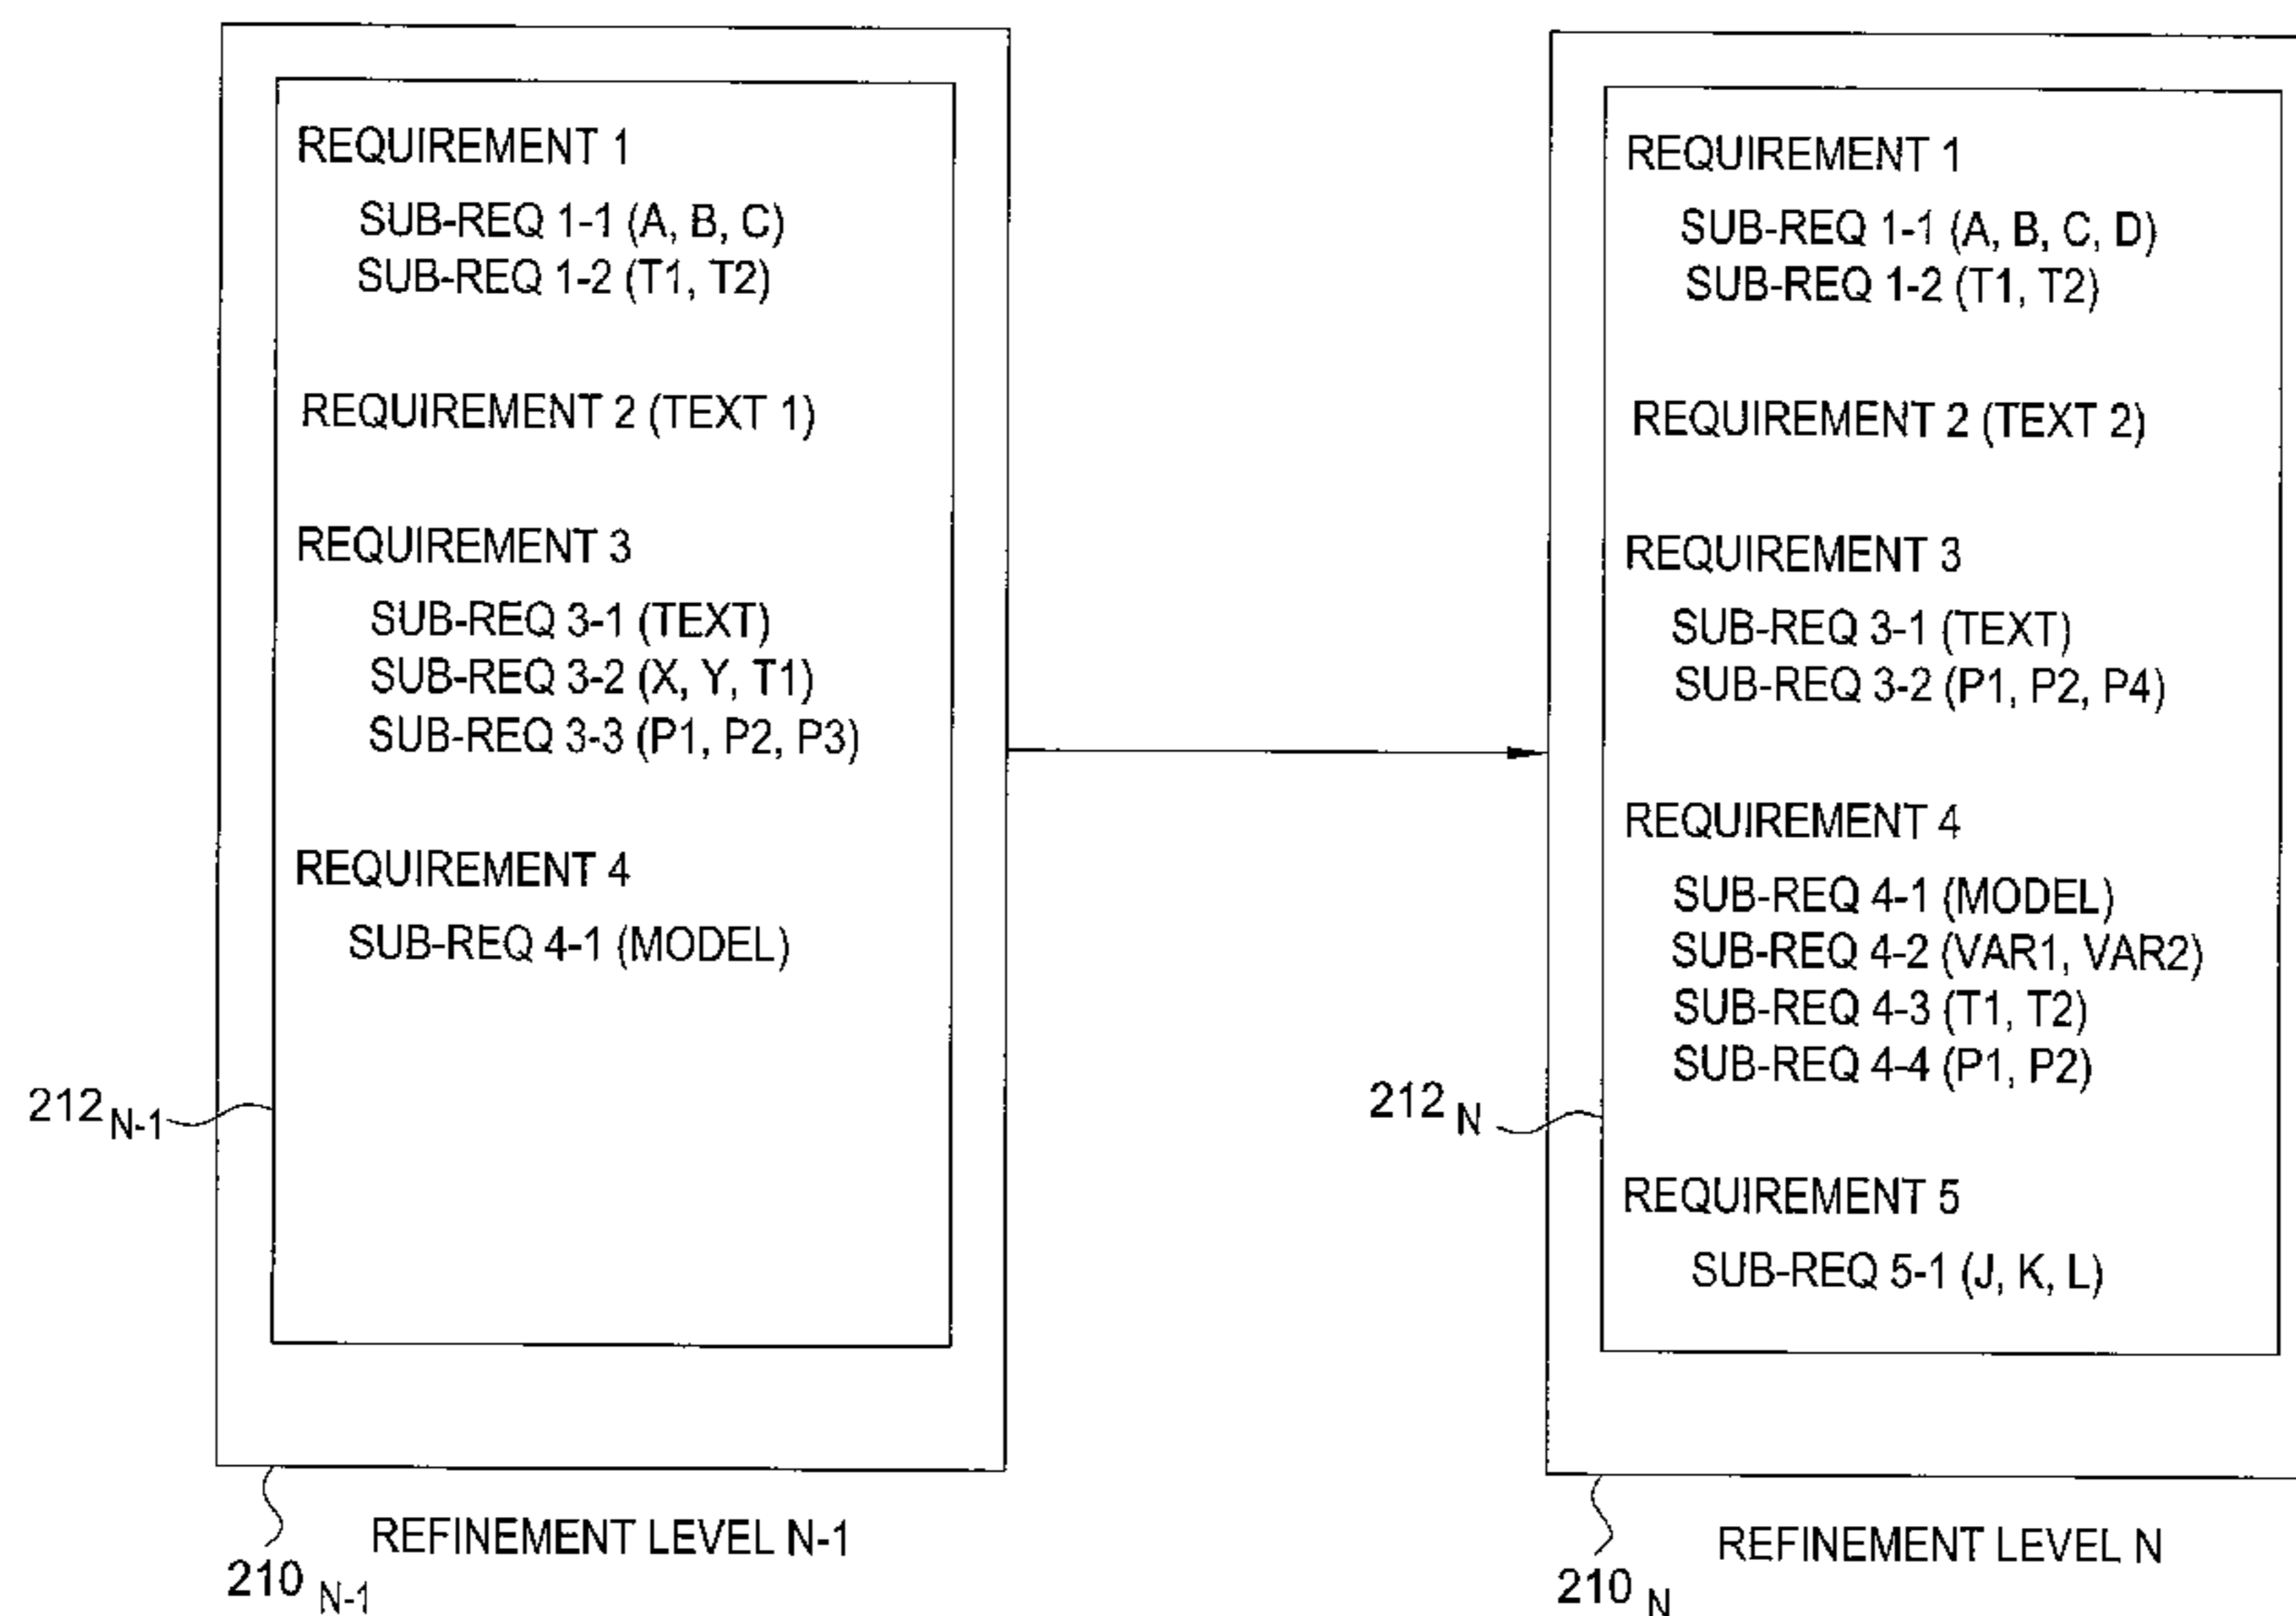 REQUIREMENT 1
SUB-REQ 1-1 (A, B, C)
SUB-REQ 1-2 (T1, T2)
REQUIREMENT 2 (TEXT 1)
REQUIREMENT 3
SUB-REQ 3-1 (TEXT)
SUB-REQ 3-2 (X, Y, T1)
SUB-REQ 3-3 (P1, P2, P3)
REQUIREMENT 4
SUB-REQ 4-1 (MODEL)
212 N-1
REFINEMENT LEVEL N-1
210 N-1
REQUIREMENT 1
SUB-REQ 1-1 (A, B, C, D)
SUB-REQ 1-2 (T1, T2)
REQUIREMENT 2 (TEXT 2)
REQUIREMENT 3
SUB-REQ 3-1 (TEXT)
SUB-REQ 3-2 (P1, P2, P4)
REQUIREMENT 4
SUB-REQ 4-1 (MODEL)
SUB-REQ 4-2 (VAR1, VAR2)
SUB-REQ 4-3 (T1, T2)
SUB-REQ 4-4 (P1, P2)
212 N
REQUIREMENT 5
SUB-REQ 5-1 (J, K, L)
REFINEMENT LEVEL N
210 N